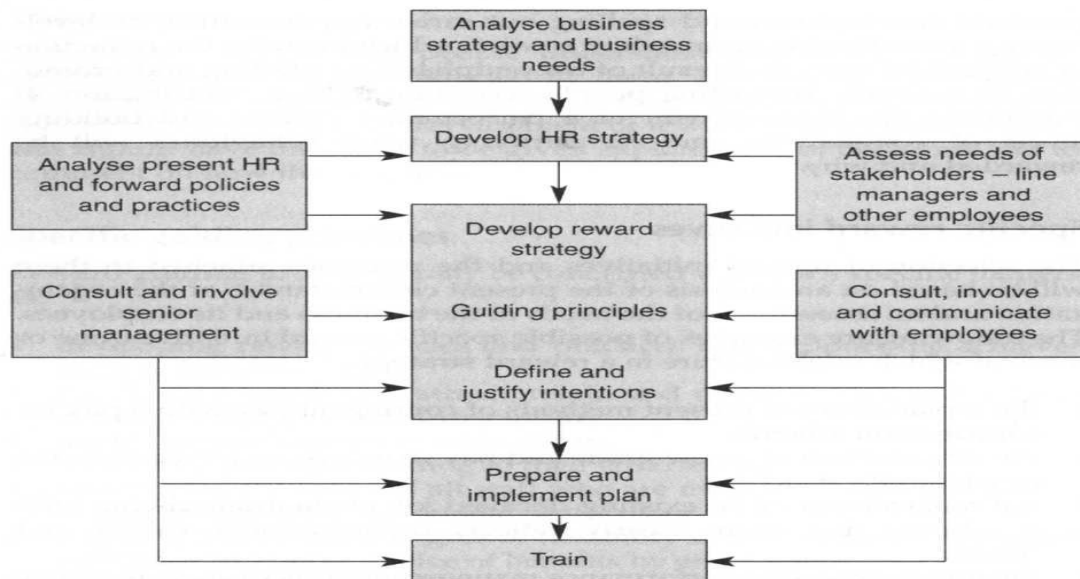 Analyse business
strategy and business
needs
Develop HR strategy
Analyse present HR
and forward policies
and practices
Assess needs of
stakeholders – line
managers and
other employees
Develop reward
strategy
Consult and involve
senior
management
Guiding principles
Consult, involve
and communicate
with employees
Define and
justify intentions
Prepare and
implement plan
Train